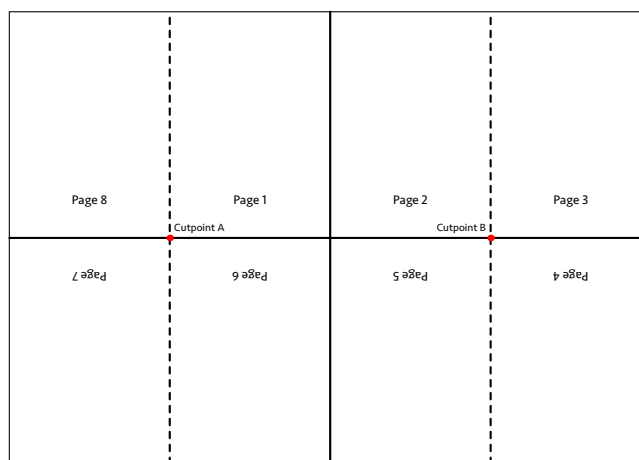 Page 8
Page 1
Page 2
Page 3
Cutpoint A
Cutpoint B
Page 7
Page 6
Page 5
Page 4